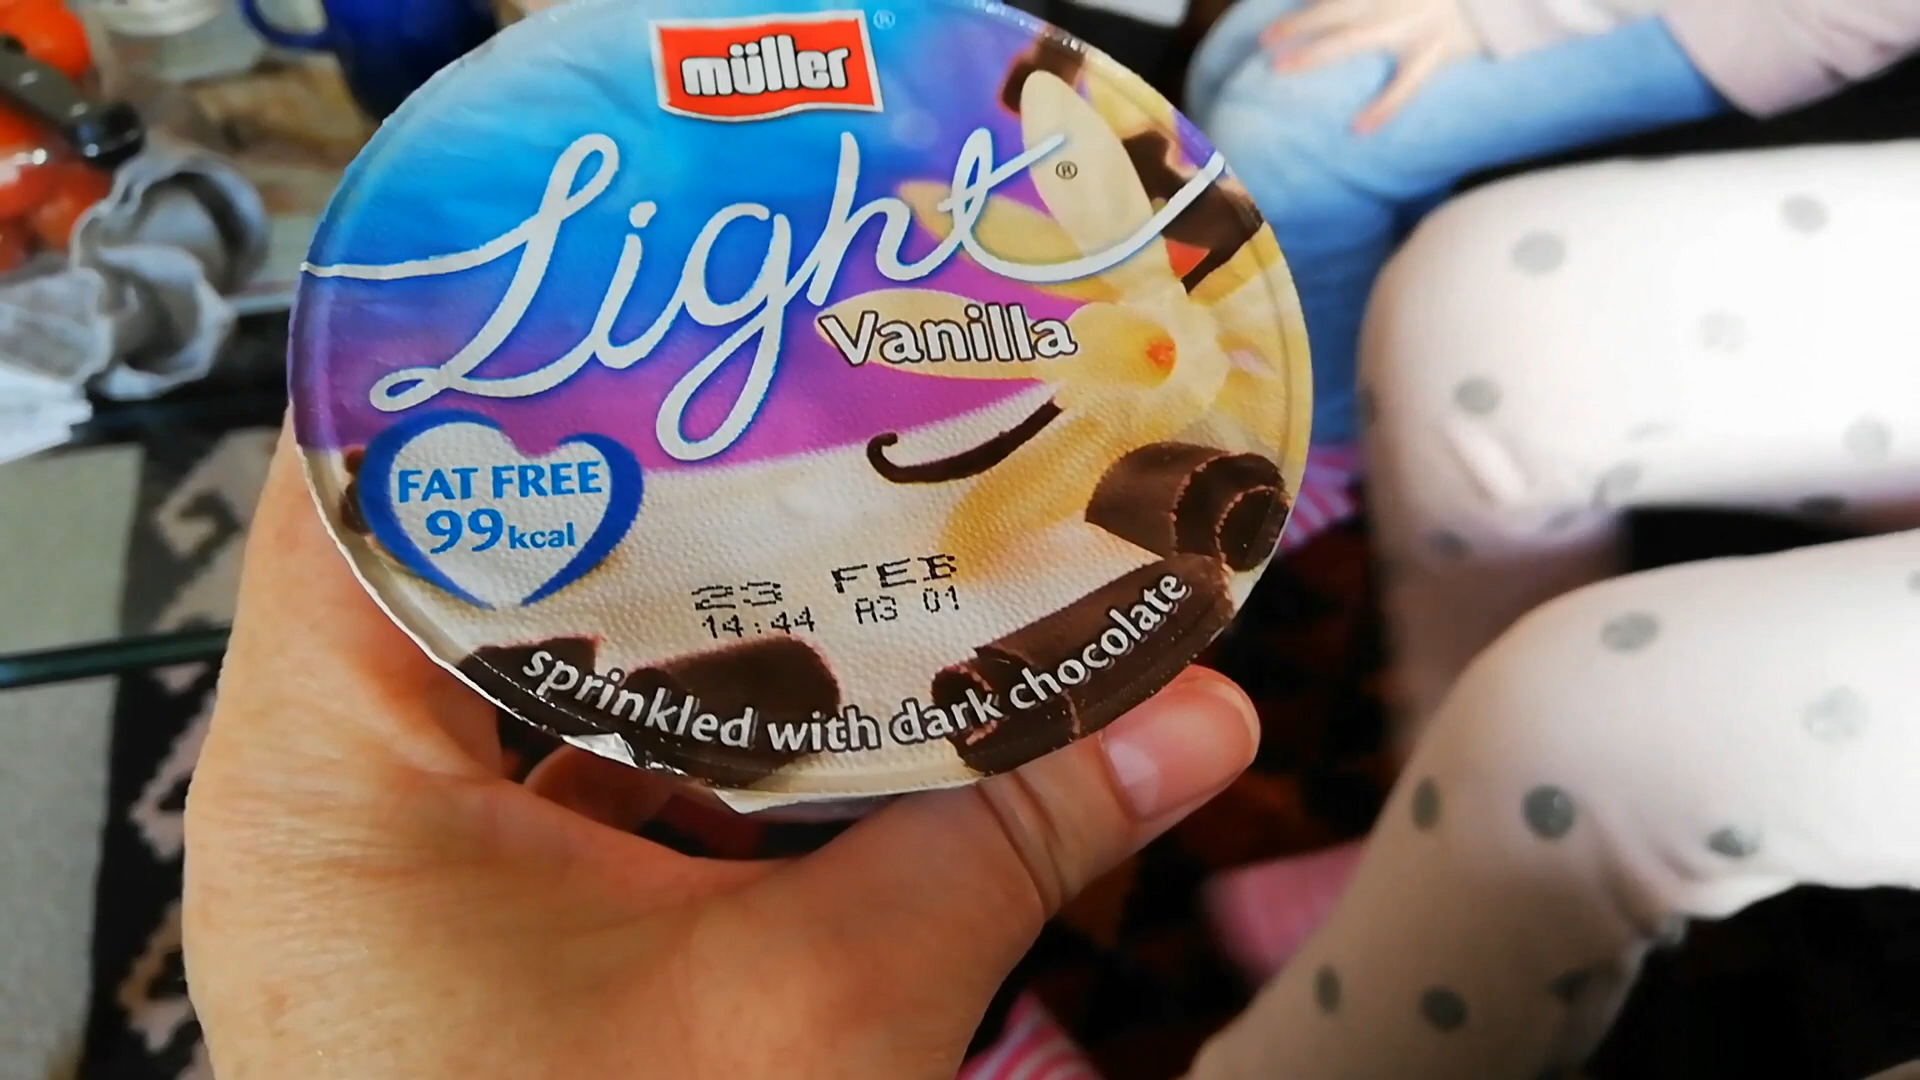 müller®
Light®
Vanilla
FAT FREE
99kcal
23 FEB
14:44 A3 01
sprinkled with dark chocolate